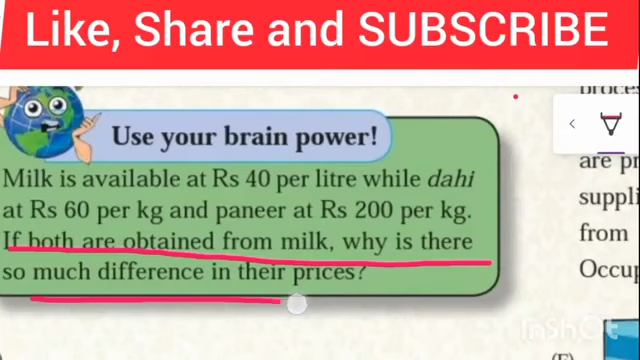 Like, Share and SUBSCRIBE
Use your brain power!
Milk is available at Rs 40 per litre while dahi
at Rs 60 per kg and paneer at Rs 200 per kg.
If both are obtained from milk, why is there
so much difference in their prices?
are pr
suppli
from
Occup
InShOt